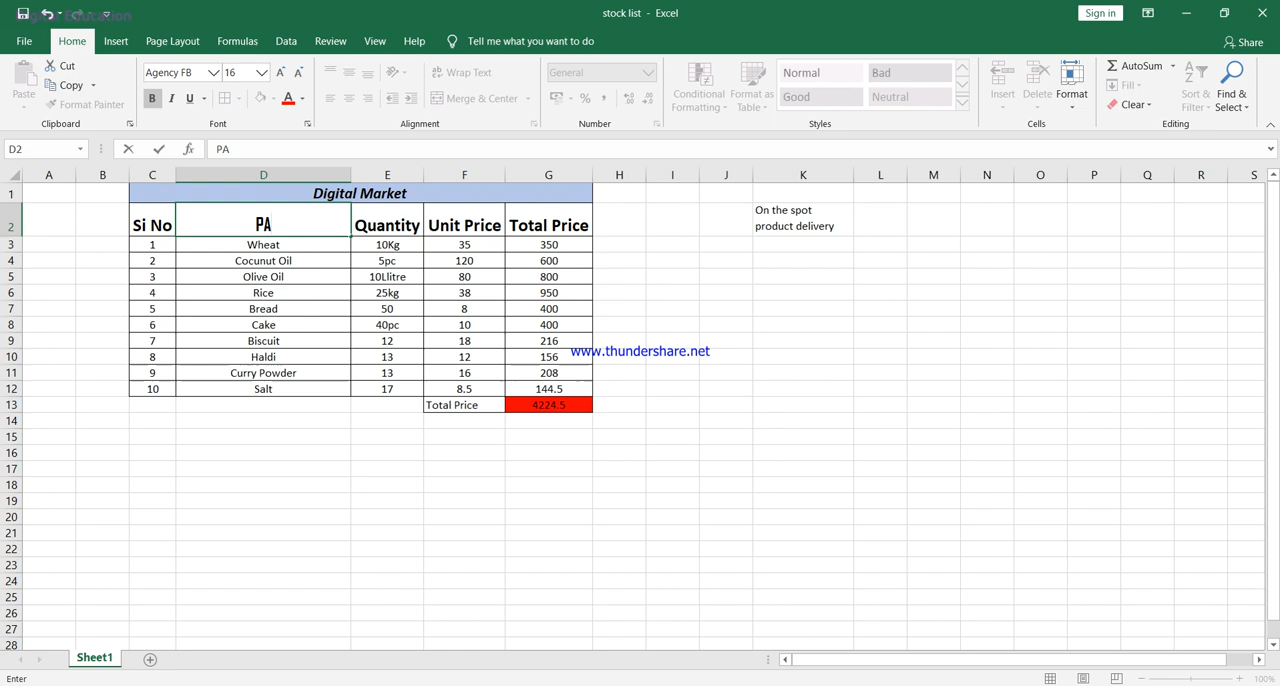 Digital Education
stock list - Excel
Sign in
File Home Insert Page Layout Formulas Data Review View Help Tell me what you want to do
Share
Paste
Cut
Copy
Format Painter
Clipboard
Agency FB 16
B I U
Font
Wrap Text
Merge & Center
Alignment
General
Number
Conditional Formatting
Format as Table
Normal Bad
Good Neutral
Styles
Insert Delete Format
Cells
AutoSum
Fill
Clear
Sort & Filter
Find & Select
Editing
D2 fx PA
A B C D E F G H I J K L M N O P Q R S
1 Digital Market
2 Si No PA Quantity Unit Price Total Price
On the spot
product delivery
3 1 Wheat 10Kg 35 350
4 2 Cocunut Oil 5pc 120 600
5 3 Olive Oil 10Llitre 80 800
6 4 Rice 25kg 38 950
7 5 Bread 50 8 400
8 6 Cake 40pc 10 400
9 7 Biscuit 12 18 216
www.thundershare.net
10 8 Haldi 13 12 156
11 9 Curry Powder 13 16 208
12 10 Salt 17 8.5 144.5
13 Total Price 4224.5
14
15
16
17
18
19
20
21
22
23
24
25
26
27
28
Sheet1
Enter
100%